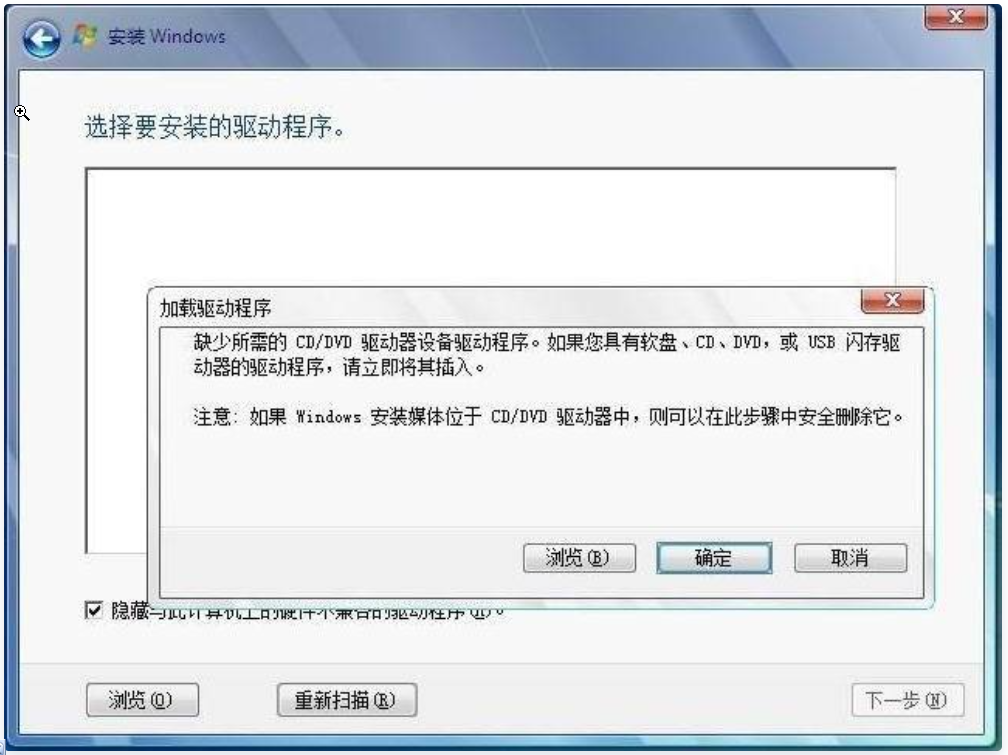 安装 Windows
选择要安装的驱动程序。
加载驱动程序
缺少所需的 CD/DVD 驱动器设备驱动程序。如果您具有软盘、CD、DVD，或 USB 闪存驱
动器的驱动程序，请立即将其插入。
注意：如果 Windows 安装媒体位于 CD/DVD 驱动器中，则可以在此步骤中安全删除它。
浏览(B)
确定
取消
隐藏与此计算机上的硬件不兼容的驱动程序(H)。
浏览(O)
重新扫描(R)
下一步(N)